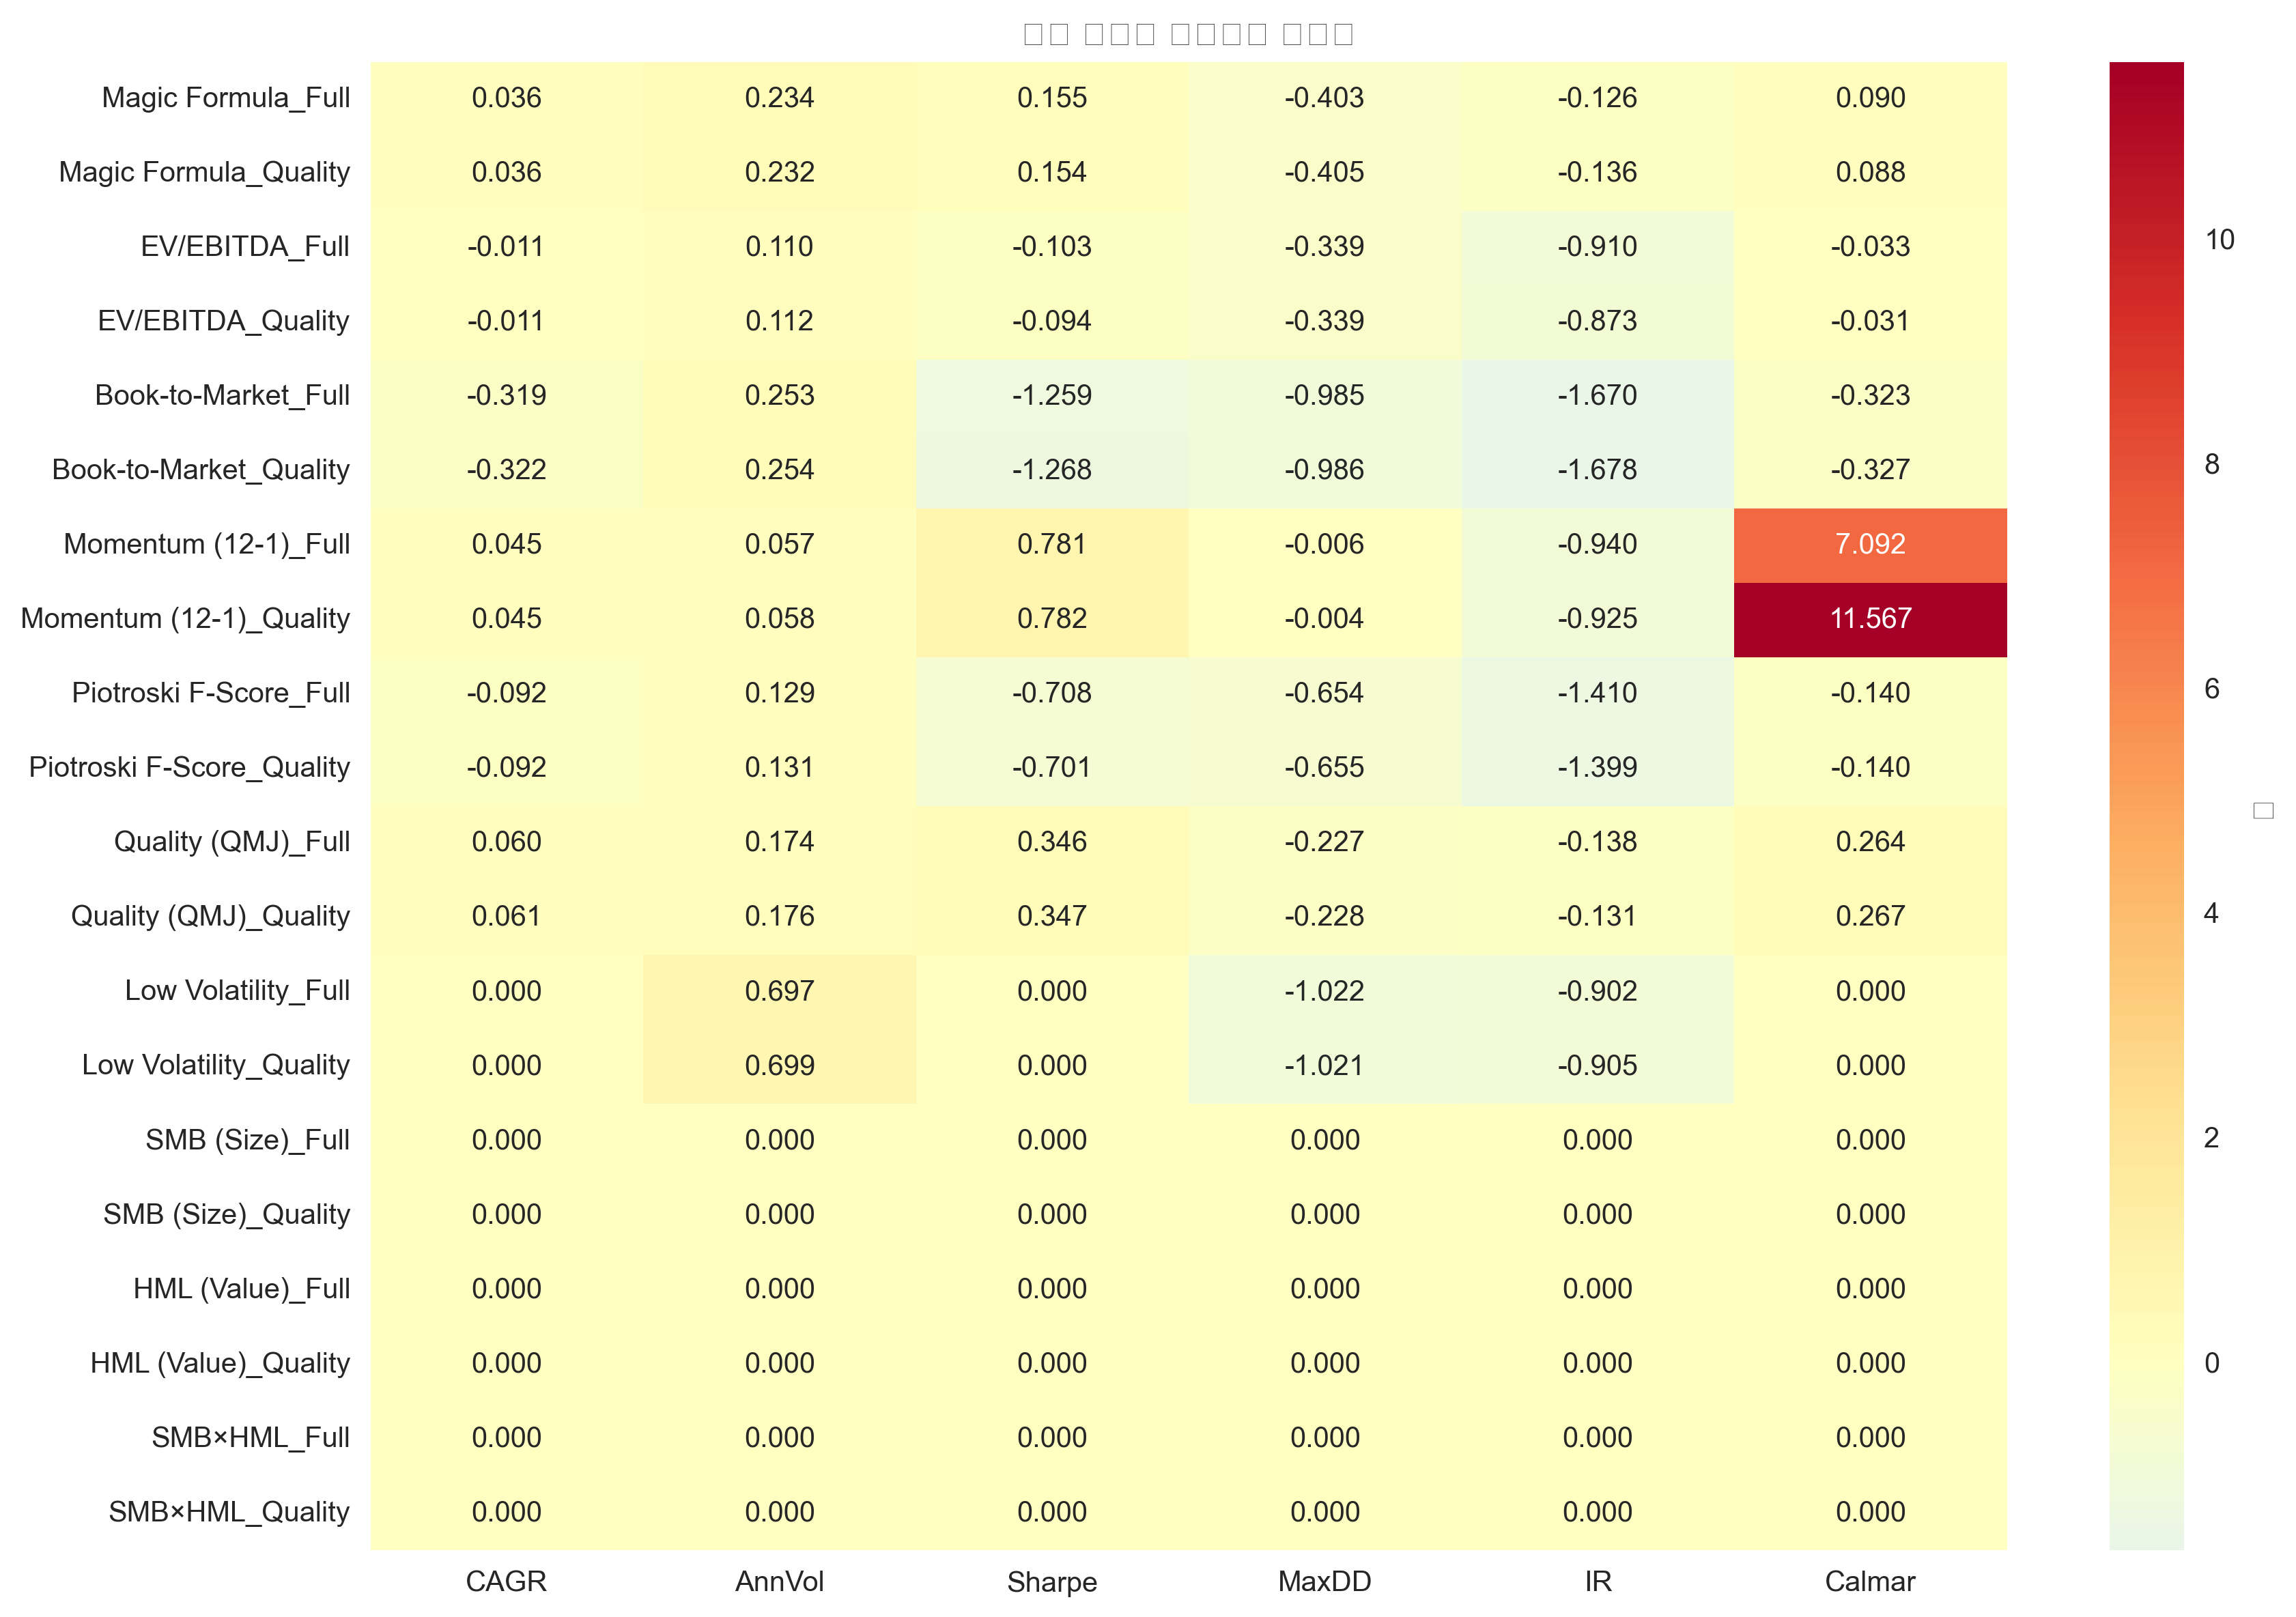 Magic Formula_Full 0.036 0.234 0.155 -0.403 -0.126 0.090
Magic Formula_Quality 0.036 0.232 0.154 -0.405 -0.136 0.088
EV/EBITDA_Full -0.011 0.110 -0.103 -0.339 -0.910 -0.033
EV/EBITDA_Quality -0.011 0.112 -0.094 -0.339 -0.873 -0.031
Book-to-Market_Full -0.319 0.253 -1.259 -0.985 -1.670 -0.323
Book-to-Market_Quality -0.322 0.254 -1.268 -0.986 -1.678 -0.327
Momentum (12-1)_Full 0.045 0.057 0.781 -0.006 -0.940 7.092
Momentum (12-1)_Quality 0.045 0.058 0.782 -0.004 -0.925 11.567
Piotroski F-Score_Full -0.092 0.129 -0.708 -0.654 -1.410 -0.140
Piotroski F-Score_Quality -0.092 0.131 -0.701 -0.655 -1.399 -0.140
Quality (QMJ)_Full 0.060 0.174 0.346 -0.227 -0.138 0.264
Quality (QMJ)_Quality 0.061 0.176 0.347 -0.228 -0.131 0.267
Low Volatility_Full 0.000 0.697 0.000 -1.022 -0.902 0.000
Low Volatility_Quality 0.000 0.699 0.000 -1.021 -0.905 0.000
SMB (Size)_Full 0.000 0.000 0.000 0.000 0.000 0.000
SMB (Size)_Quality 0.000 0.000 0.000 0.000 0.000 0.000
HML (Value)_Full 0.000 0.000 0.000 0.000 0.000 0.000
HML (Value)_Quality 0.000 0.000 0.000 0.000 0.000 0.000
SMB×HML_Full 0.000 0.000 0.000 0.000 0.000 0.000
SMB×HML_Quality 0.000 0.000 0.000 0.000 0.000 0.000
CAGR AnnVol Sharpe MaxDD IR Calmar
10
8
6
4
2
0